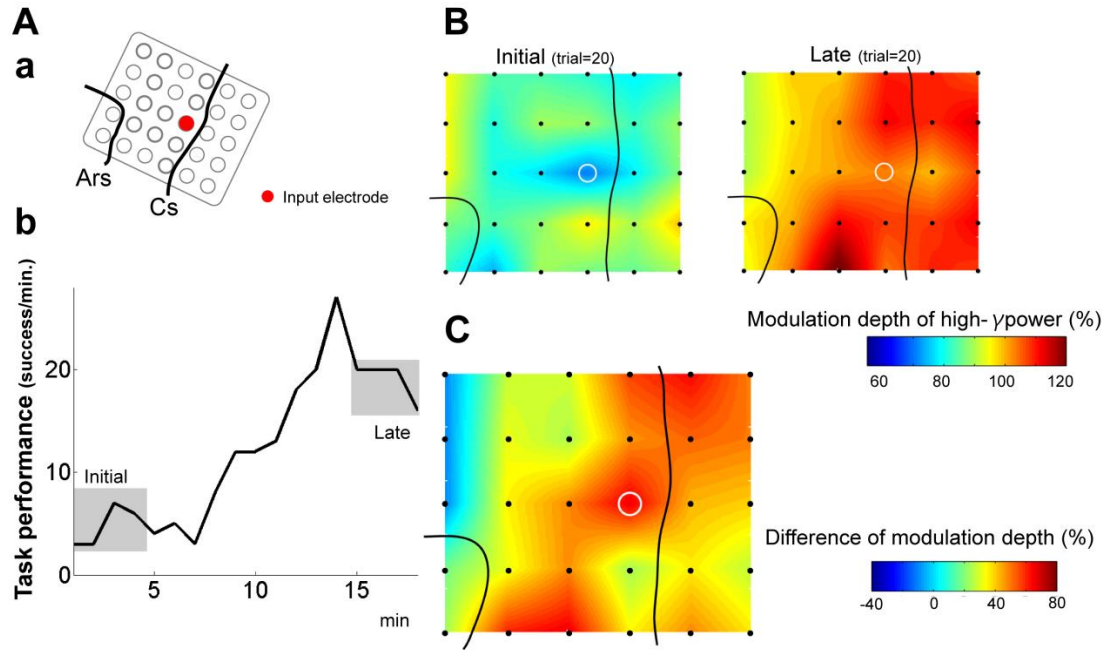 A
a
Ars
Cs
Input electrode
b
Task performance (success/min.)
20
10
0
Initial
Late
5
10
15
min
B
Initial (trial=20)
Late (trial=20)
Modulation depth of high-γpower (%)
60 80 100 120
C
Difference of modulation depth (%)
-40 0 40 80